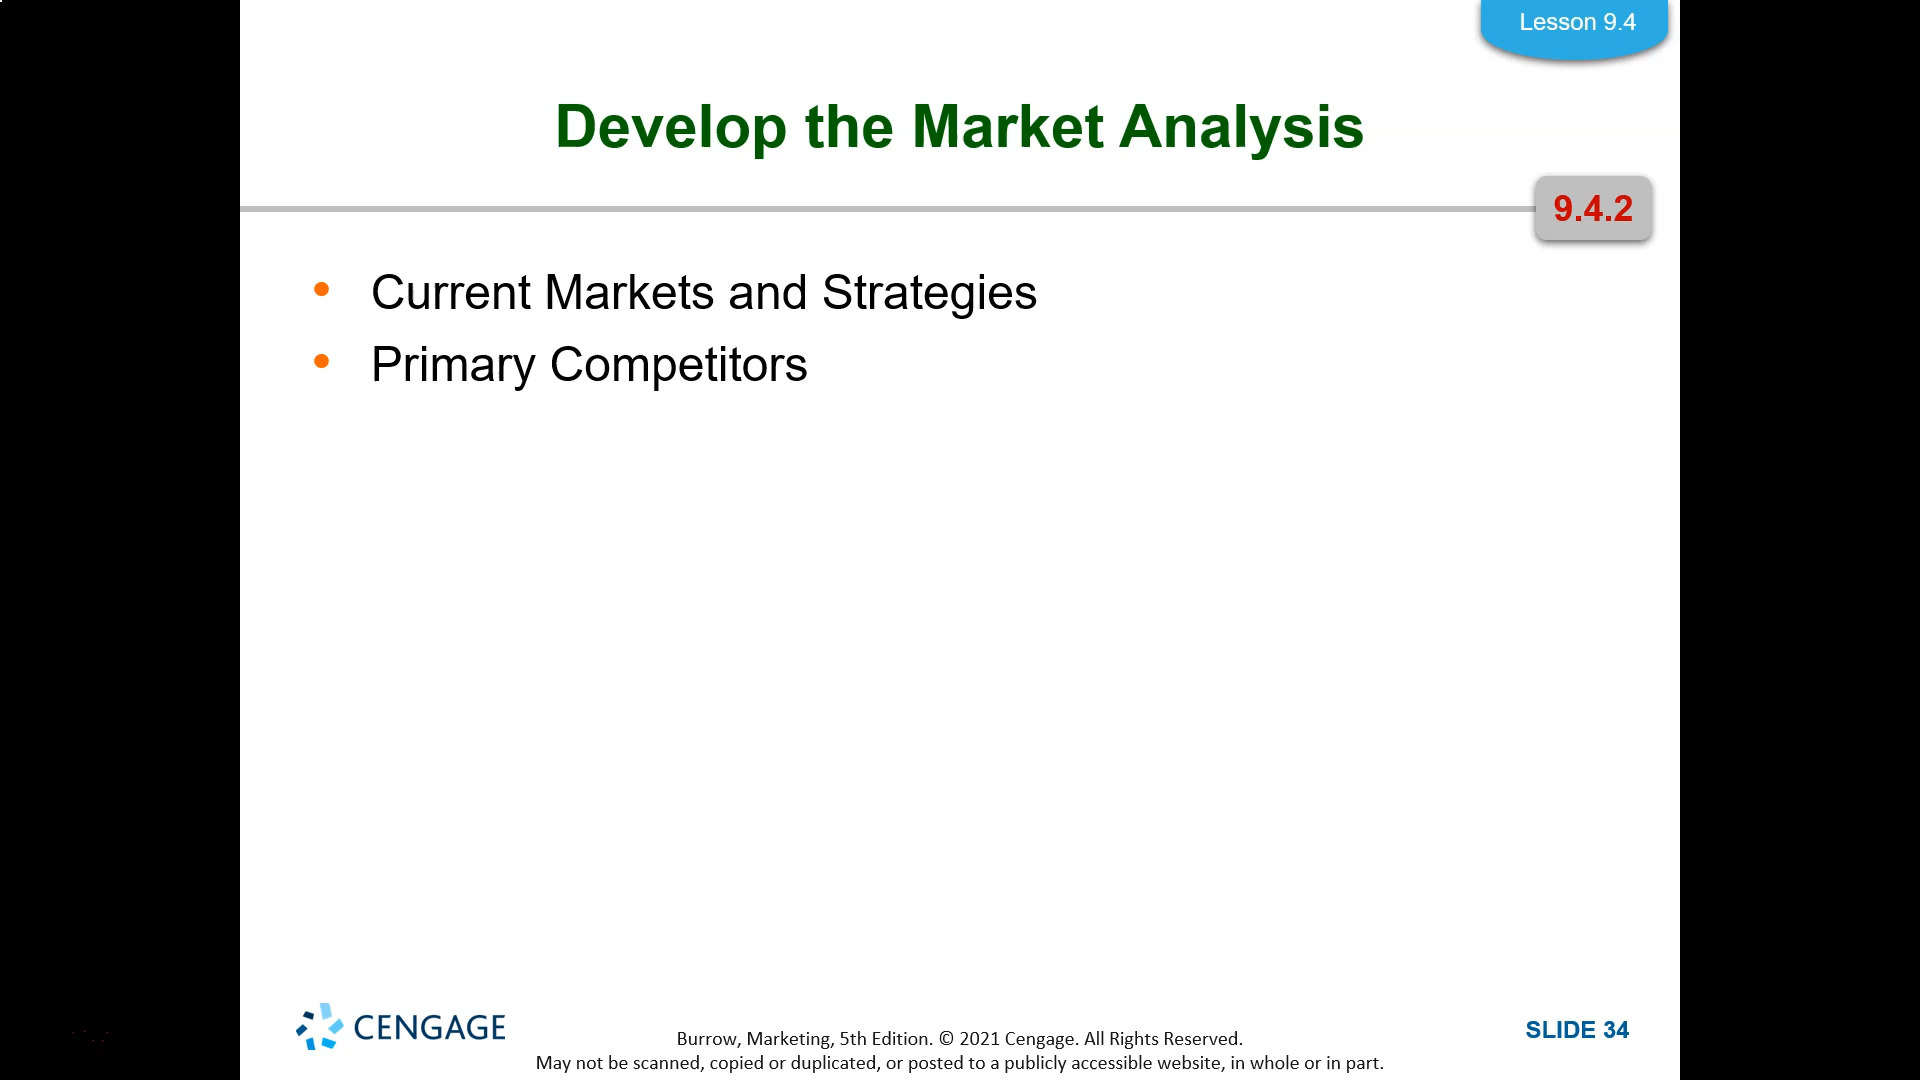 Lesson 9.4
Develop the Market Analysis
9.4.2
• Current Markets and Strategies
• Primary Competitors
CENGAGE
Burrow, Marketing, 5th Edition. © 2021 Cengage. All Rights Reserved.
May not be scanned, copied or duplicated, or posted to a publicly accessible website, in whole or in part.
SLIDE 34